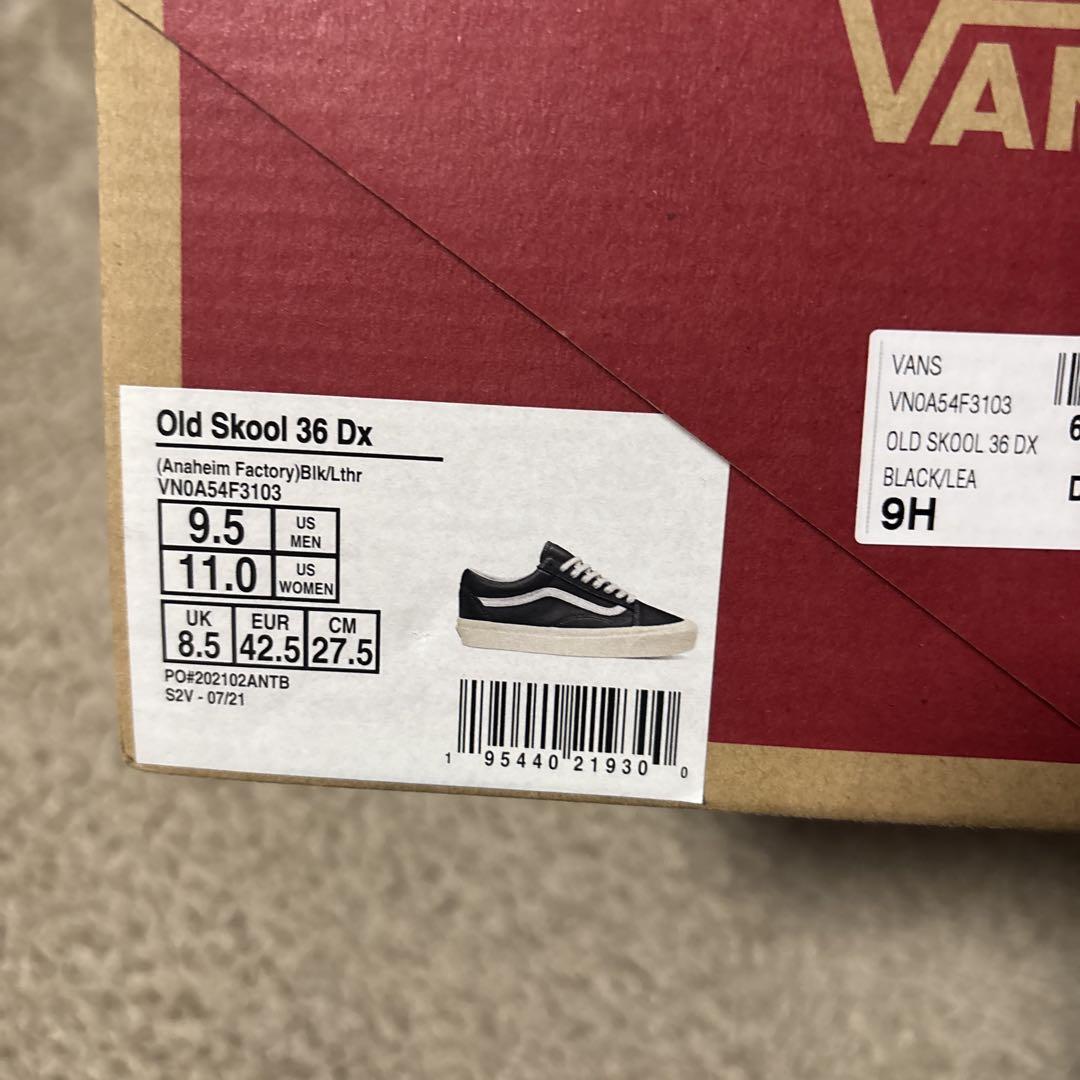 VAN
Old Skool 36 Dx
(Anaheim Factory)Blk/Lthr
VN0A54F3103
9.5 US MEN
11.0 US WOMEN
UK 8.5 EUR 42.5 CM 27.5
PO#202102ANTB
S2V - 07/21
1 95440 21930 0
VANS
VN0A54F3103
OLD SKOOL 36 DX
BLACK/LEA
9H
6